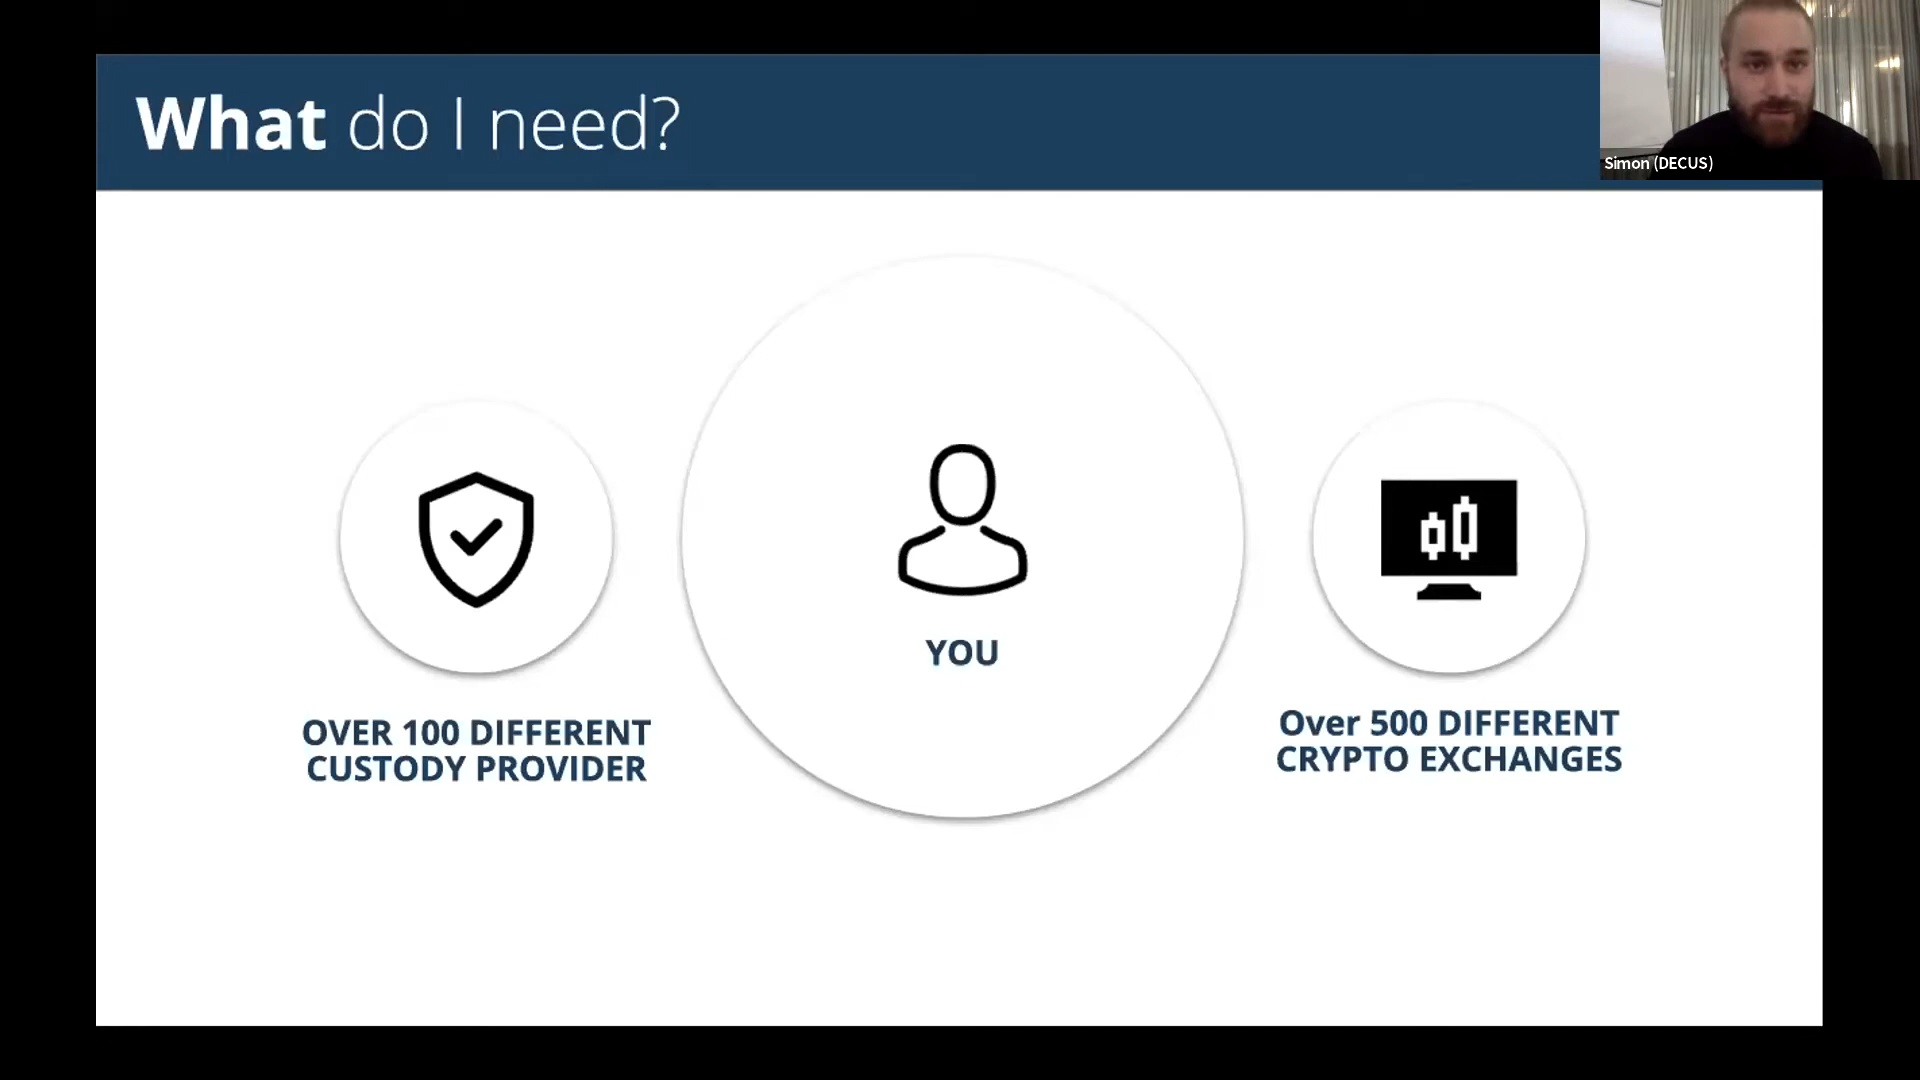 What do I need?
Simon (DECUS)
YOU
OVER 100 DIFFERENT
CUSTODY PROVIDER
Over 500 DIFFERENT
CRYPTO EXCHANGES